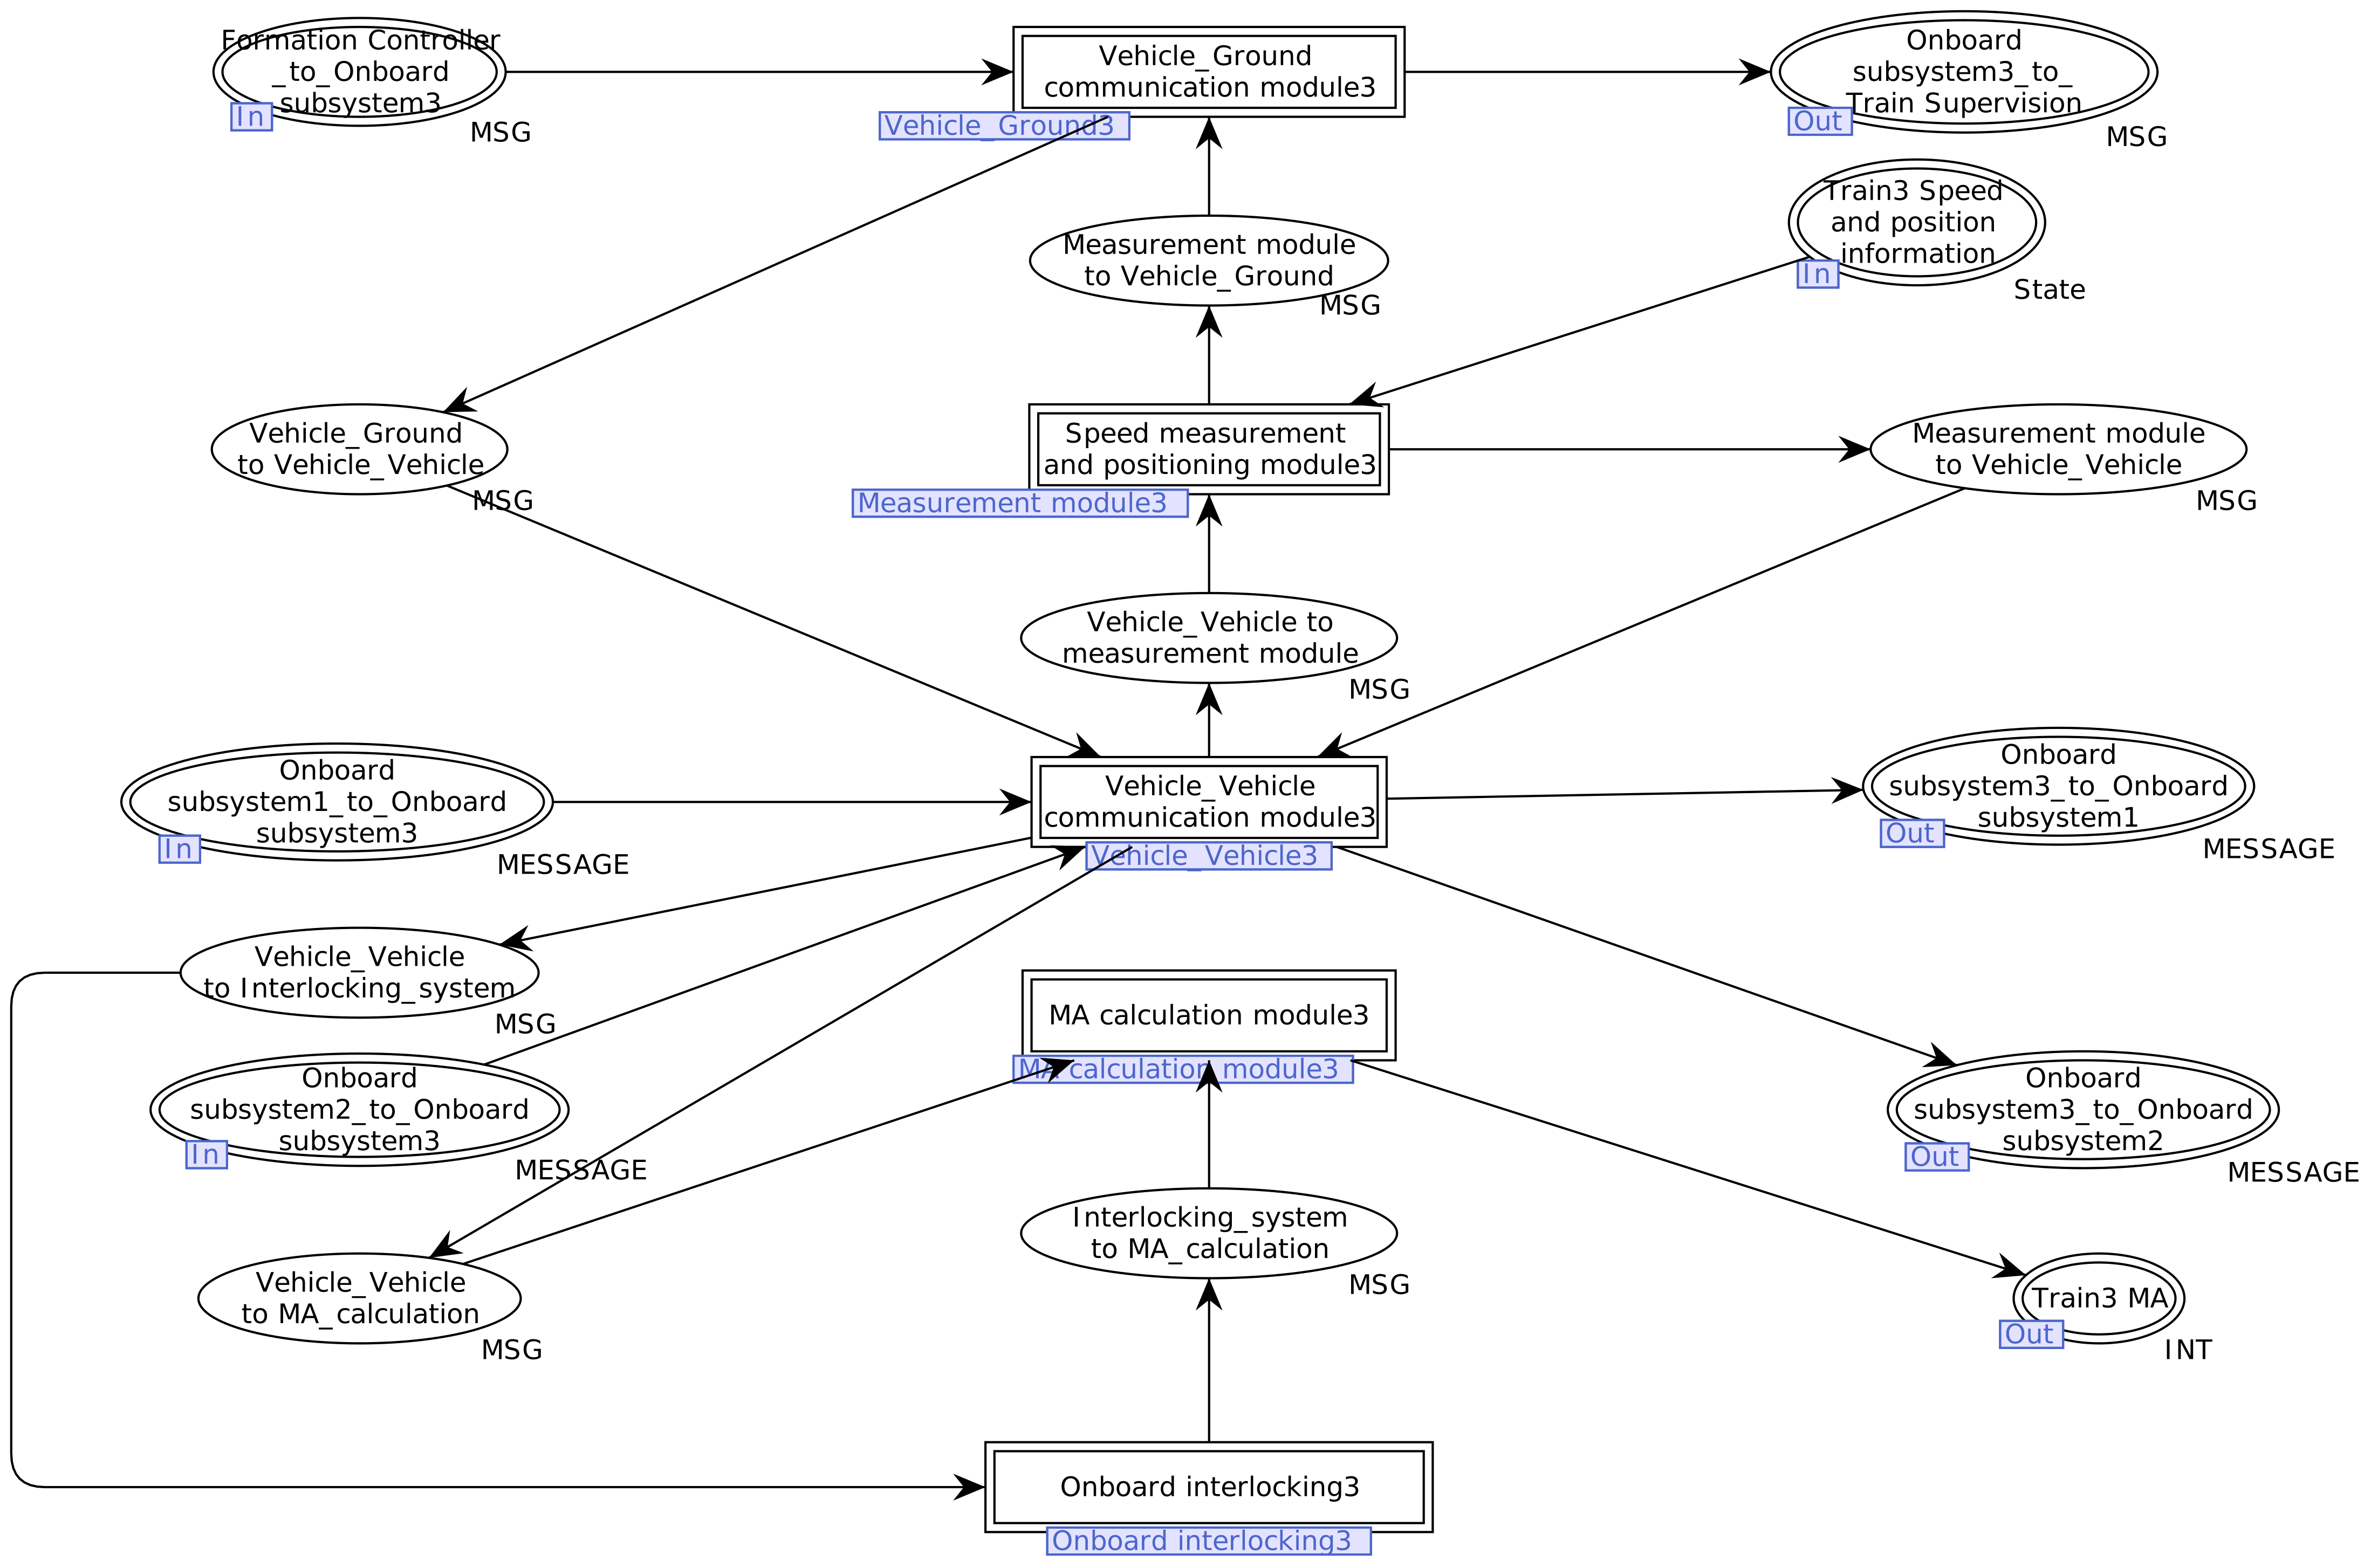 Formation Controller
_to_Onboard
subsystem3
In
MSG
Vehicle_Ground
communication module3
Vehicle_Ground3
Onboard
subsystem3_to_
Train Supervision
Out
MSG
Measurement module
to Vehicle_Ground
MSG
Train3 Speed
and position
information
In
State
Vehicle_Ground
to Vehicle_Vehicle
MSG
Speed measurement
and positioning module3
Measurement module3
Measurement module
to Vehicle_Vehicle
MSG
Vehicle_Vehicle to
measurement module
MSG
Onboard
subsystem1_to_Onboard
subsystem3
In
MESSAGE
Vehicle_Vehicle
communication module3
Vehicle_Vehicle3
Onboard
subsystem3_to_Onboard
subsystem1
Out
MESSAGE
Vehicle_Vehicle
to Interlocking_system
MSG
MA calculation module3
MA calculation module3
Onboard
subsystem2_to_Onboard
subsystem3
In
MESSAGE
Onboard
subsystem3_to_Onboard
subsystem2
Out
MESSAGE
Interlocking_system
to MA_calculation
MSG
Vehicle_Vehicle
to MA_calculation
MSG
Train3 MA
Out
INT
Onboard interlocking3
Onboard interlocking3